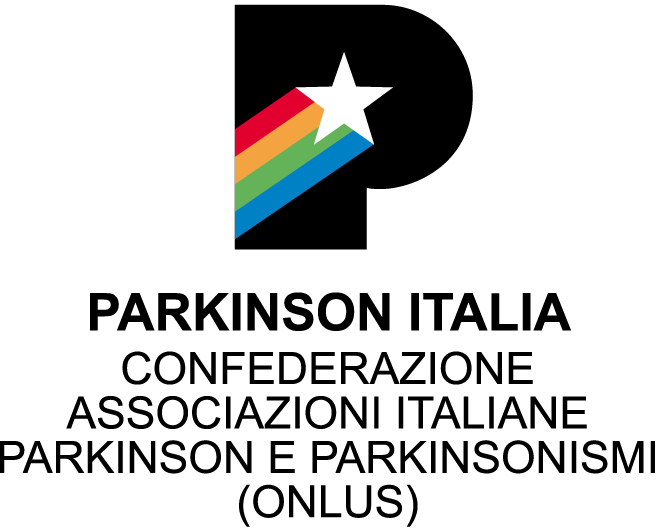 PARKINSON ITALIA
CONFEDERAZIONE
ASSOCIAZIONI ITALIANE
PARKINSON E PARKINSONISMI
(ONLUS)